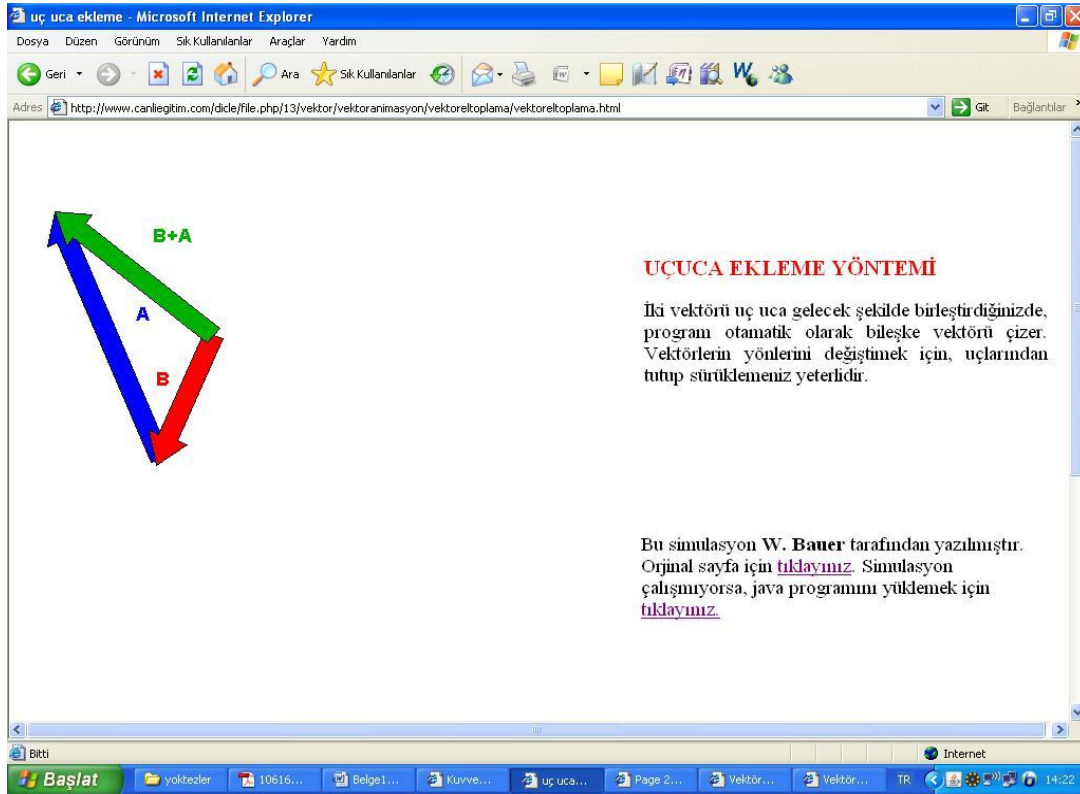 uç uca ekleme - Microsoft Internet Explorer
Dosya Düzen Görünüm Sık Kullanılanlar Araçlar Yardım
Geri Ara Sık Kullanılanlar
Adres http://www.canliegitim.com/dicle/file.php/13/vektor/vektoranimasyon/vektoreltoplama/vektoreltoplama.html Git Bağlantılar
B+A
A
B
UÇUCA EKLEME YÖNTEMİ
İki vektörü uç uca gelecek şekilde birleştirdiğinizde,
program otamatik olarak bileşke vektörü çizer.
Vektörlerin yönlerini değiştimek için, uçlarından
tutup sürüklemeniz yeterlidir.
Bu simulasyon W. Bauer tarafından yazılmıştır.
Orjinal sayfa için tıklayınız. Simulasyon
çalışmıyorsa, java programını yüklemek için
tıklayınız.
Bitti Internet
Başlat yoktezler 10616... Belge1... Kuvve... uç uca... Page 2... Vektör... Vektör... TR 14:22